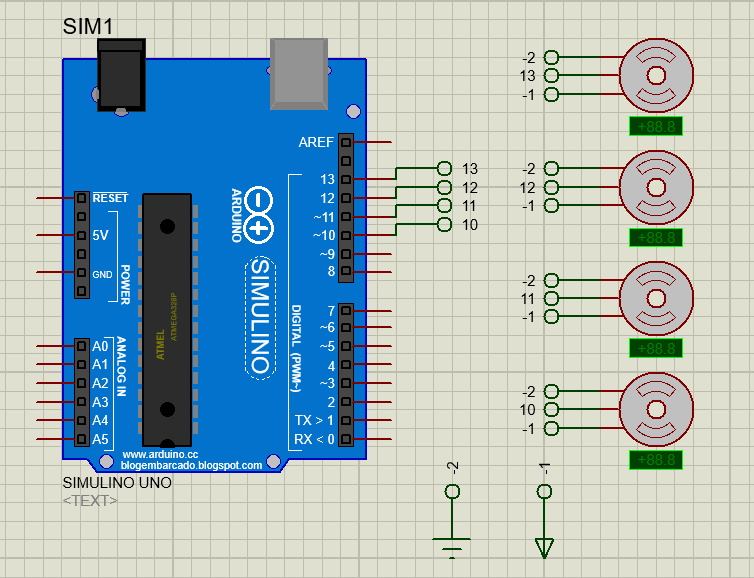 SIM1
AREF
13
12
~11
~10
~9
8
7
~6
~5
4
~3
2
TX > 1
RX < 0
RESET
5V
GND
POWER
A0
A1
A2
A3
A4
A5
ANALOG IN
ATMEL
ATMEGA328P
ARDUINO
SIMULINO
DIGITAL (PWM~)
www.arduino.cc
blogembarcado.blogspot.com
SIMULINO UNO
<TEXT>
13
12
11
10
-2
13
-1
+88.8
-2
12
-1
+88.8
-2
11
-1
+88.8
-2
10
-1
+88.8
-2
-1